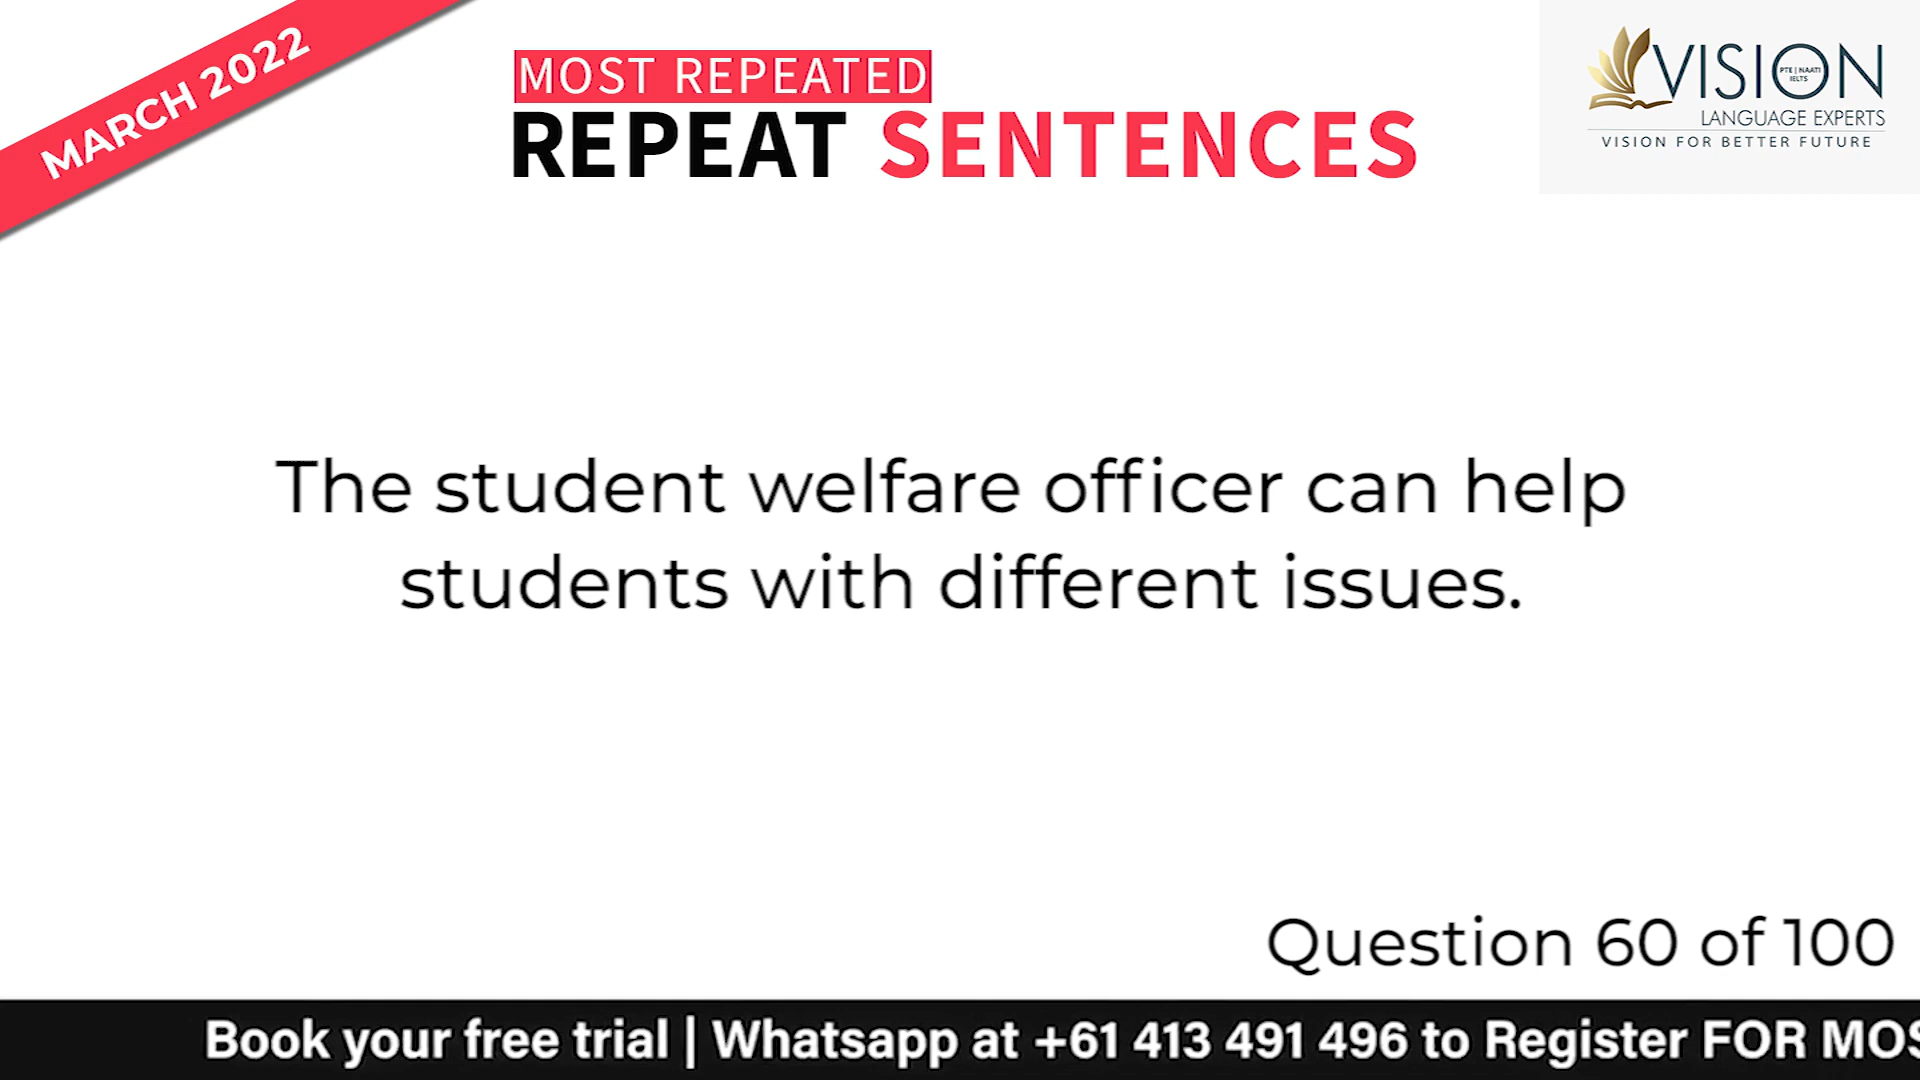 MARCH 2022
MOST REPEATED
REPEAT SENTENCES
VISION
PTE | NAATI
IELTS
LANGUAGE EXPERTS
VISION FOR BETTER FUTURE
The student welfare officer can help
students with different issues.
Question 60 of 100
Book your free trial | Whatsapp at +61 413 491 496 to Register FOR MOS